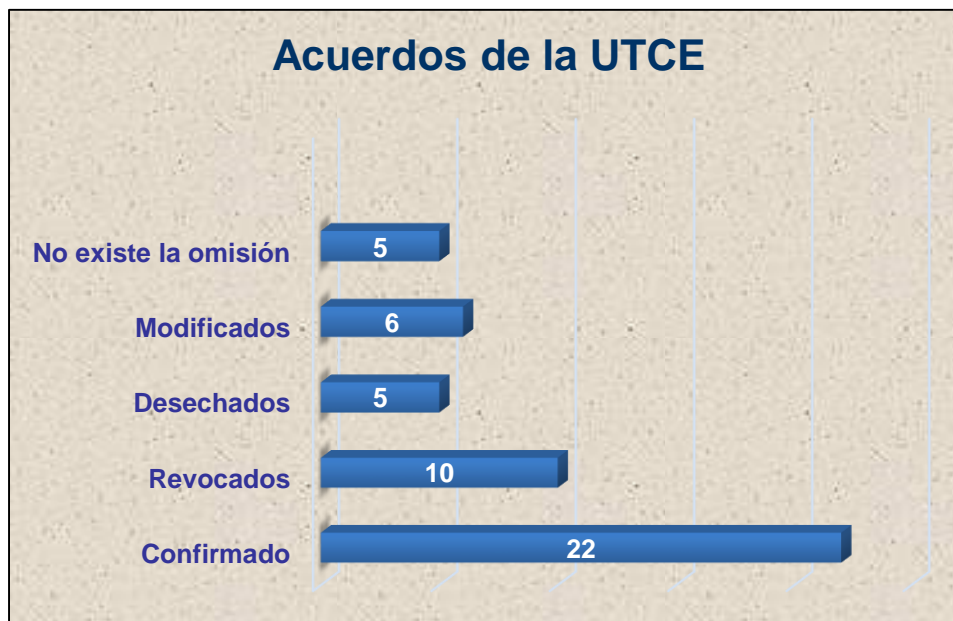 Acuerdos de la UTCE
No existe la omisión 5
Modificados 6
Desechados 5
Revocados 10
Confirmado 22